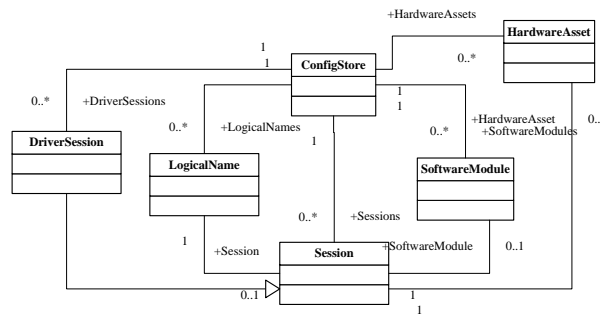 +HardwareAssets
HardwareAsset
1
1
ConfigStore
0..*
0..*
+DriverSessions
1
1
0..*
+LogicalNames
0..*
+HardwareAsset
+SoftwareModules
0..
DriverSession
1
LogicalName
SoftwareModule
0..*
+Sessions
1
+Session
Session
+SoftwareModule
0..1
0..1
1
1